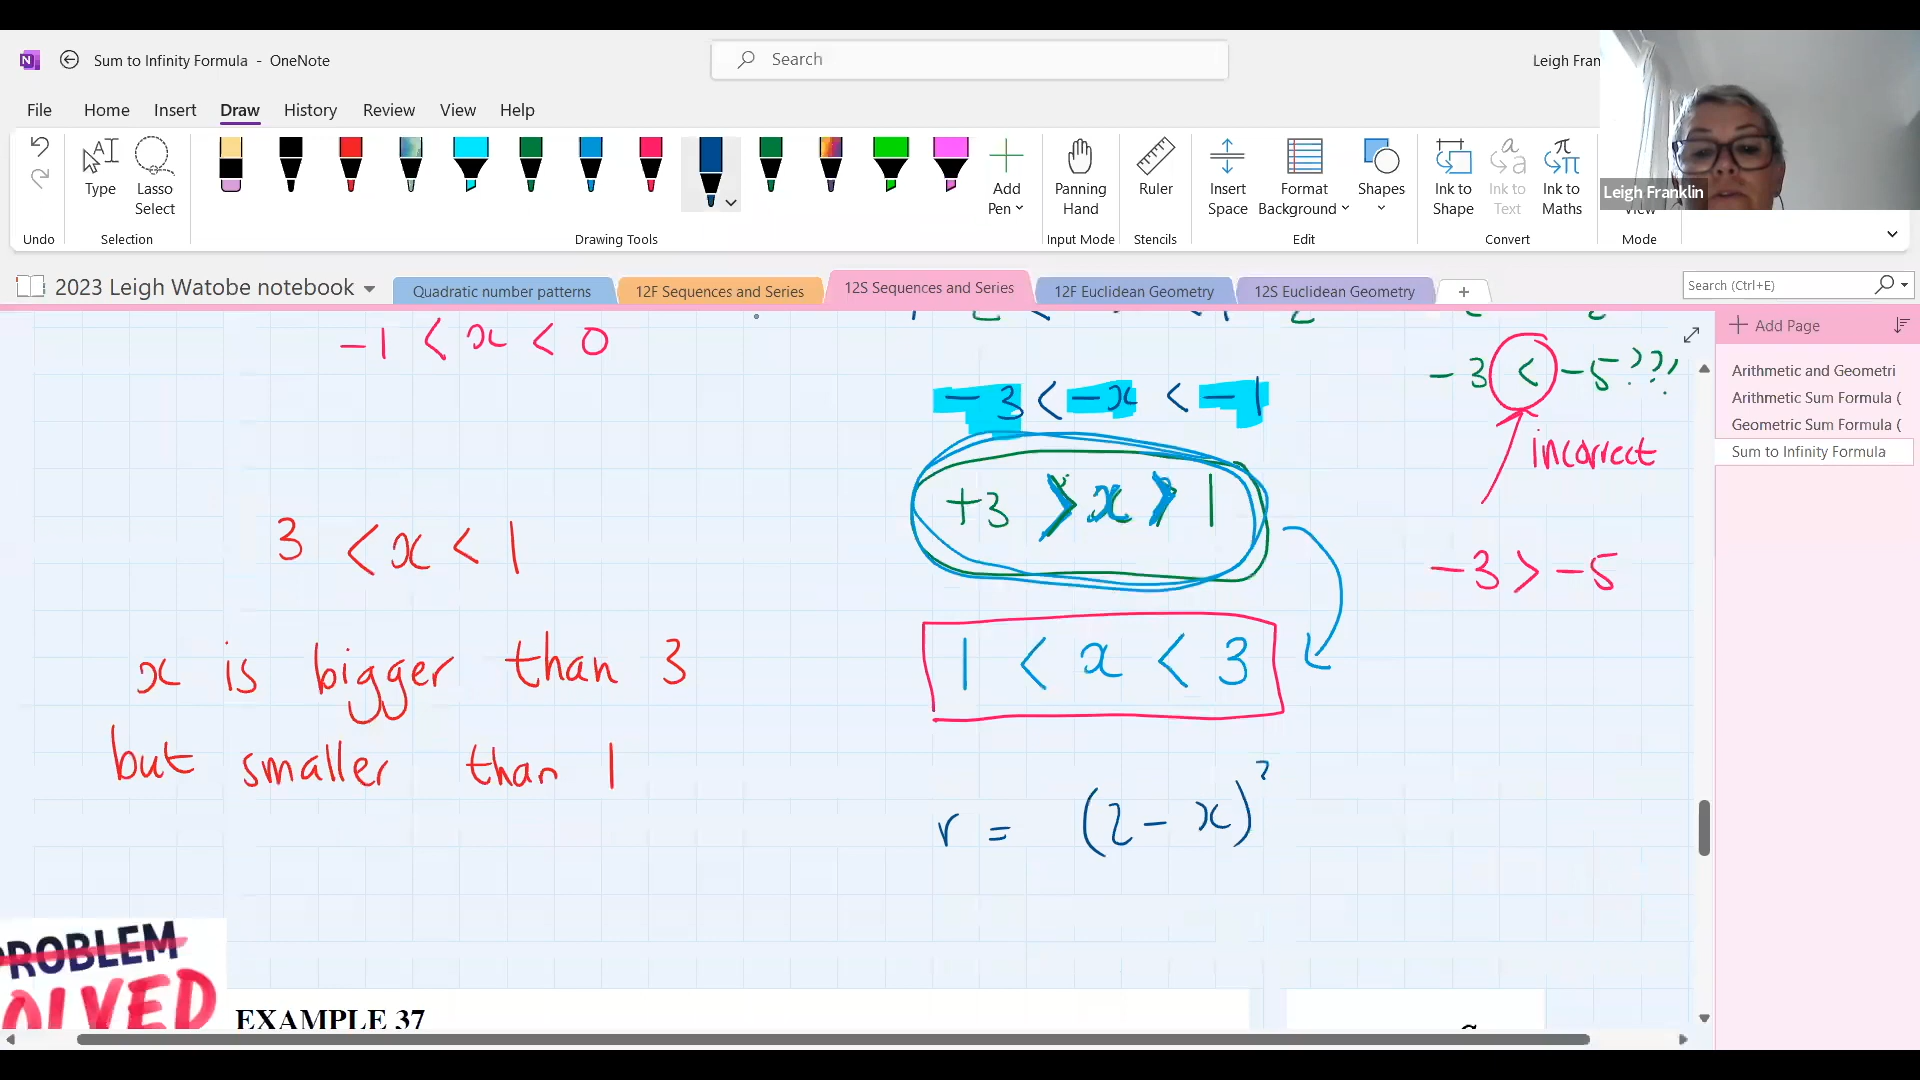 Sum to Infinity Formula - OneNote
Search
Leigh Fran
File Home Insert Draw History Review View Help
Type
Lasso Select
Add Pen
Panning Hand
Ruler
Insert Space
Format Background
Shapes
Ink to Shape
Ink to Text
Ink to Maths
Leigh Franklin
Undo Selection Drawing Tools Input Mode Stencils Edit Convert Mode
2023 Leigh Watobe notebook
Quadratic number patterns
12F Sequences and Series
12S Sequences and Series
12F Euclidean Geometry
12S Euclidean Geometry
Search (Ctrl+E)
Add Page
Arithmetic and Geometri
Arithmetic Sum Formula (
Geometric Sum Formula (
Sum to Infinity Formula
-1 < x < 0
3 < x < 1
x is bigger than 3
but smaller than 1
-3 < -x < -1
+3 > x > 1
1 < x < 3
r = (2 - x)
-3 < -5???
incorrect
-3 > -5
PROBLEM
SOLVED
EXAMPLE 37